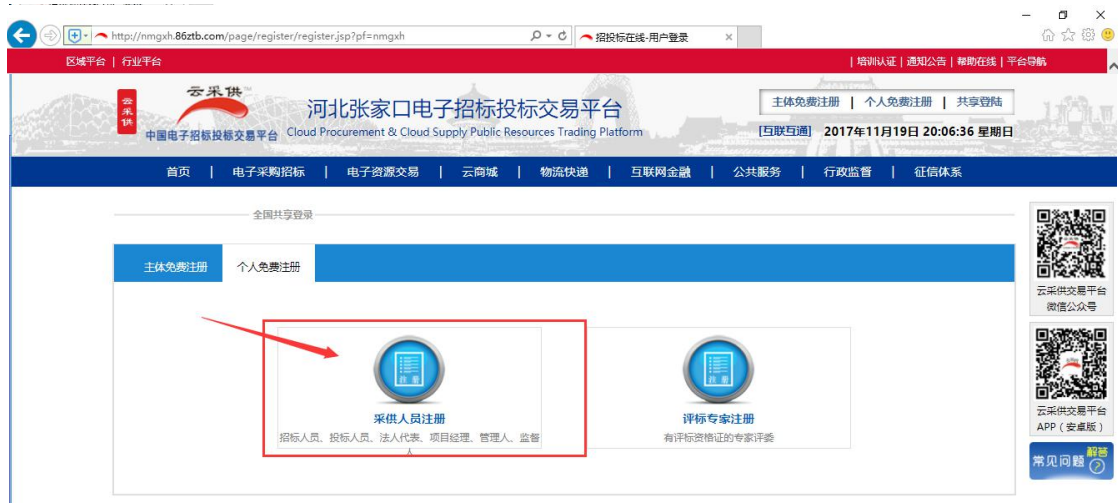 http://nmgxh.86ztb.com/page/register/register.jsp?pf=nmgxh
招投标在线-用户登录
区域平台 | 行业平台
| 培训认证 | 通知公告 | 帮助在线 | 平台导航
云采供
云采供
中国电子招标投标交易平台
河北张家口电子招标投标交易平台
Cloud Procurement & Cloud Supply Public Resources Trading Platform
主体免费注册 | 个人免费注册 | 共享登陆
[互联互通] 2017年11月19日 20:06:36 星期日
首页 | 电子采购招标 | 电子资源交易 | 云商城 | 物流快递 | 互联网金融 | 公共服务 | 行政监督 | 征信体系
全国共享登录
主体免费注册 个人免费注册
注册
采供人员注册
招标人员、投标人员、法人代表、项目经理、管理人、监督
人
注册
评标专家注册
有评标资格证的专家评委
云采供交易平台
微信公众号
云采供交易平台
APP（安卓版）
常见问题 解答